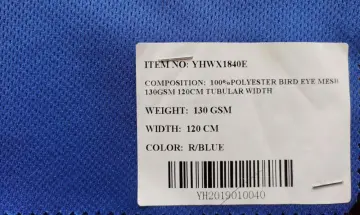 ITEM NO: YHWX1840E
COMPOSITION: 100%POLYESTER BIRD EYE MESH
130GSM 120CM TUBULAR WIDTH
WEIGHT: 130 GSM
WIDTH: 120 CM
COLOR: R/BLUE
YH2019010040